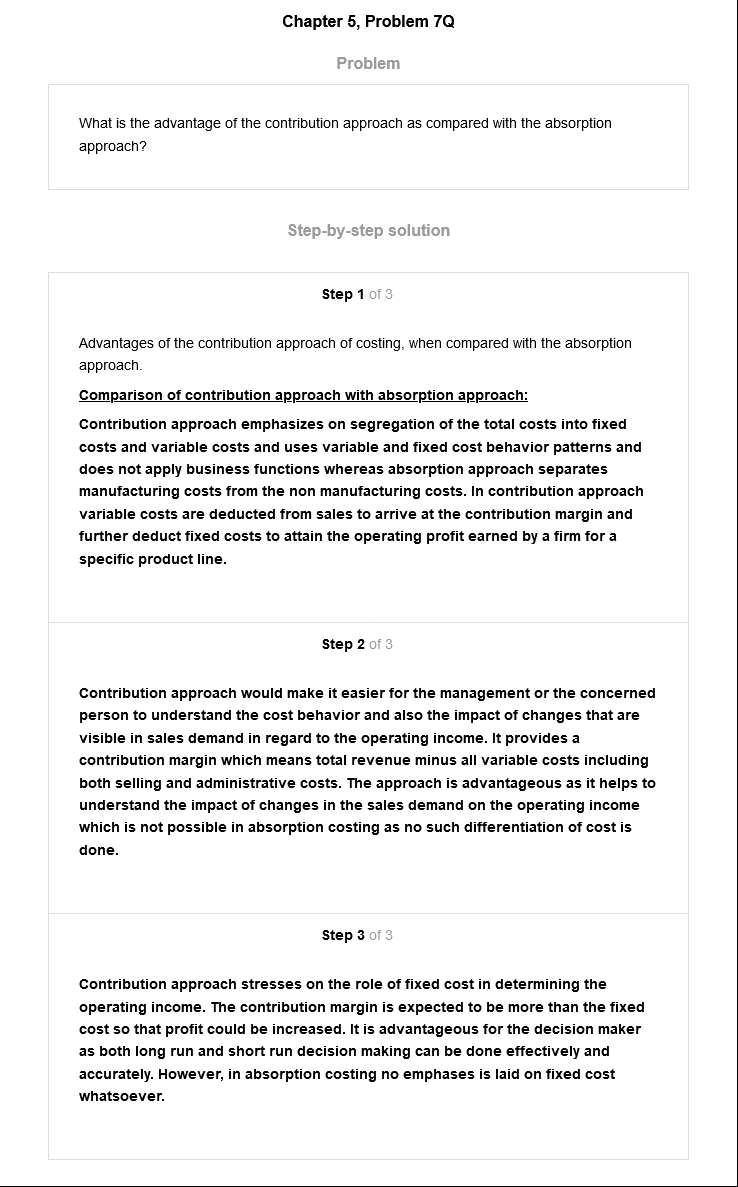 Chapter 5, Problem 7Q
Problem
What is the advantage of the contribution approach as compared with the absorption
approach?
Step-by-step solution
Step 1 of 3
Advantages of the contribution approach of costing, when compared with the absorption
approach.
Comparison of contribution approach with absorption approach:
Contribution approach emphasizes on segregation of the total costs into fixed
costs and variable costs and uses variable and fixed cost behavior patterns and
does not apply business functions whereas absorption approach separates
manufacturing costs from the non manufacturing costs. In contribution approach
variable costs are deducted from sales to arrive at the contribution margin and
further deduct fixed costs to attain the operating profit earned by a firm for a
specific product line.
Step 2 of 3
Contribution approach would make it easier for the management or the concerned
person to understand the cost behavior and also the impact of changes that are
visible in sales demand in regard to the operating income. It provides a
contribution margin which means total revenue minus all variable costs including
both selling and administrative costs. The approach is advantageous as it helps to
understand the impact of changes in the sales demand on the operating income
which is not possible in absorption costing as no such differentiation of cost is
done.
Step 3 of 3
Contribution approach stresses on the role of fixed cost in determining the
operating income. The contribution margin is expected to be more than the fixed
cost so that profit could be increased. It is advantageous for the decision maker
as both long run and short run decision making can be done effectively and
accurately. However, in absorption costing no emphases is laid on fixed cost
whatsoever.